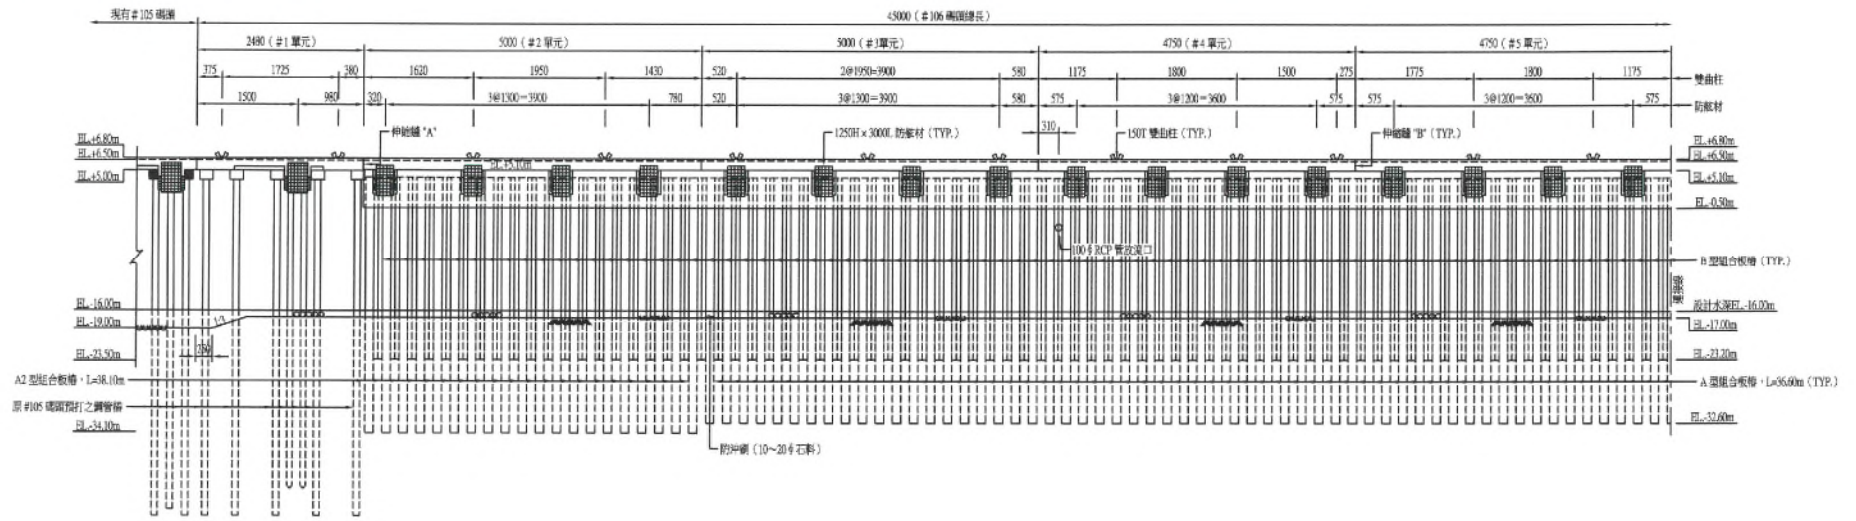 現有#105碼頭
45000（#106碼頭總長）
2480（#1單元）
5000（#2單元）
5000（#3單元）
4750（#4單元）
4750（#5單元）
375 1725 380 1620 1950 1430 520 2@1950=3900 580 1175 1800 1500 275 1775 1800 1175 雙曲柱
1500 980 320 3@1300=3900 780 520 3@1300=3900 580 575 3@1200=3600 575 575 3@1200=3600 575 防舷材
伸縮縫"A"
1250H x 3000L 防舷材（TYP.）
310
150T 雙曲柱（TYP.）
伸縮縫"B"（TYP.）
EL.+6.80m
EL.+6.50m
EL.+5.00m
EL.+5.10m
EL.+6.80m
EL.+6.50m
EL.+5.10m
EL.-0.50m
100∮RCP 管放流口
B型組合板樁（TYP.）
EL.-16.00m
EL.-19.00m
1/1
250
EL.-23.50m
設計水深EL.-16.00m
EL.-17.00m
EL.-23.20m
A2型組合板樁，L=38.10m
A型組合板樁，L=36.60m（TYP.）
原#105碼頭預打之鋼管樁
EL.-34.10m
EL.-32.60m
防沖刷（10～20∮石料）